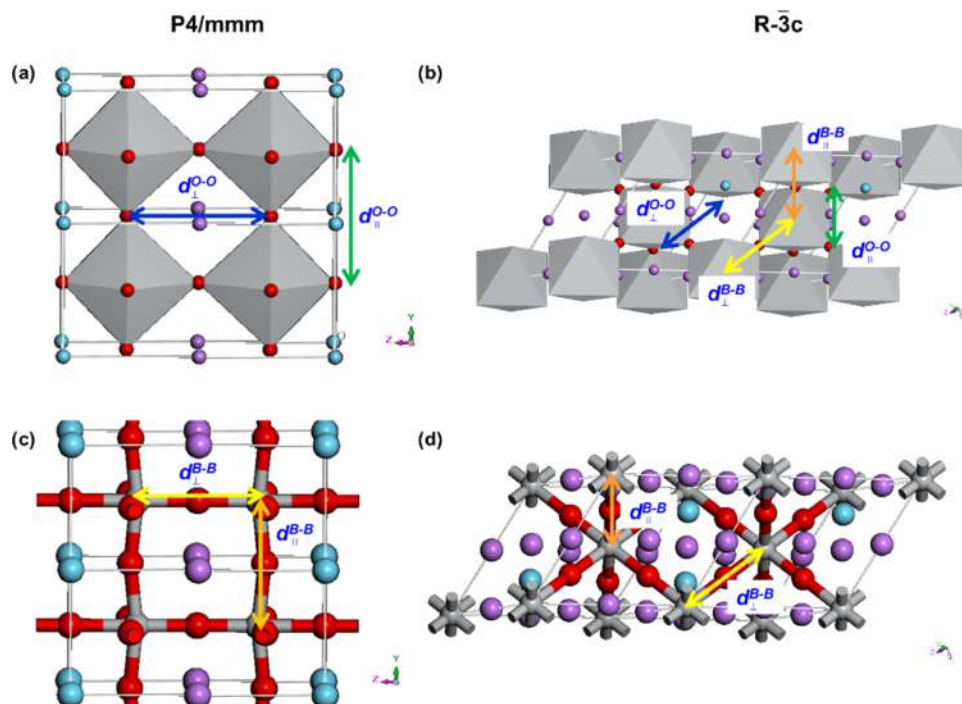 P4/mmm
R-3̅c
(a)
(b)
d⊥^O-O
d∥^O-O
d∥^B-B
d⊥^O-O
d∥^O-O
d⊥^B-B
Y
Z
Z
(c)
(d)
d⊥^B-B
d∥^B-B
d∥^B-B
d⊥^B-B
Y
Z
Z